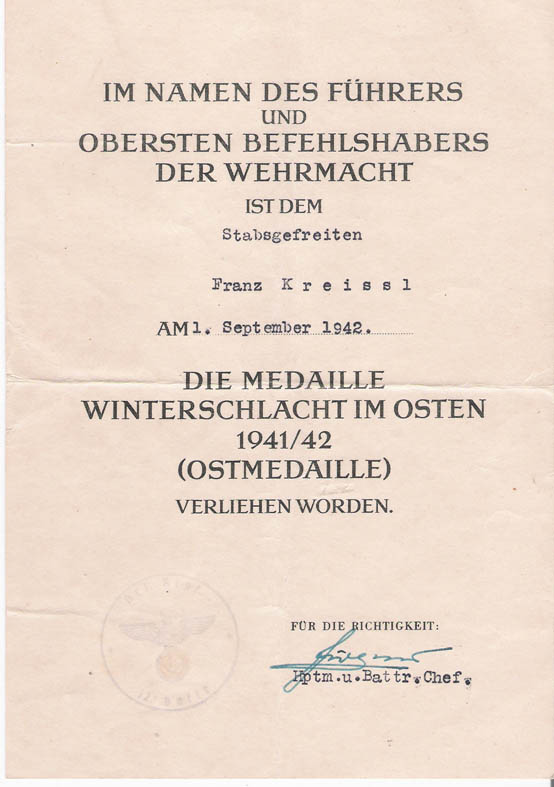 IM NAMEN DES FÜHRERS
UND
OBERSTEN BEFEHLSHABERS
DER WEHRMACHT
IST DEM
Stabsgefreiten
Franz K r e i s s l
AM 1. September 1942.
DIE MEDAILLE
WINTERSCHLACHT IM OSTEN
1941/42
(OSTMEDAILLE)
VERLIEHEN WORDEN.
FÜR DIE RICHTIGKEIT:
Hptm.u.Battr.Chef.